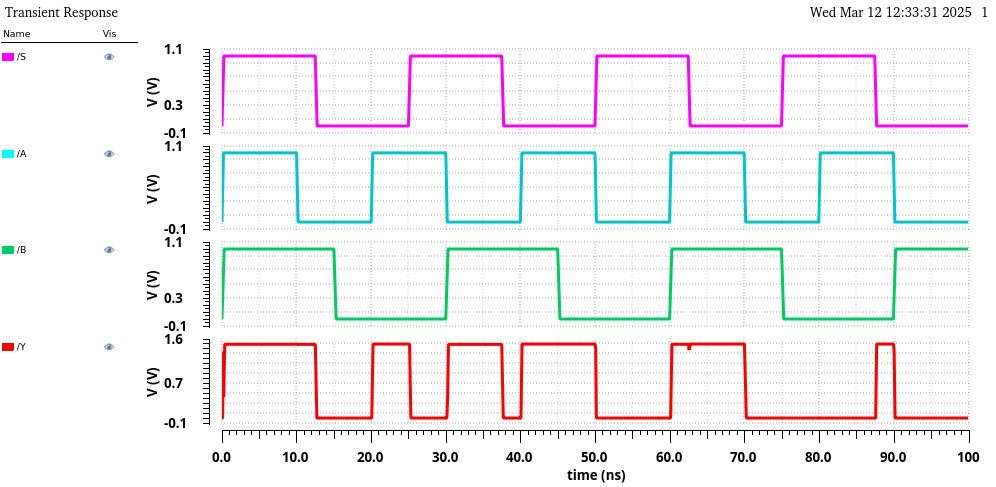 Transient Response
Wed Mar 12 12:33:31 2025 1
Name Vis
/S
1.1
V (V)
0.3
-0.1
/A
1.1
V (V)
-0.1
/B
1.1
V (V)
0.3
-0.1
/Y
1.6
V (V)
0.7
-0.1
0.0 10.0 20.0 30.0 40.0 50.0 60.0 70.0 80.0 90.0 100
time (ns)